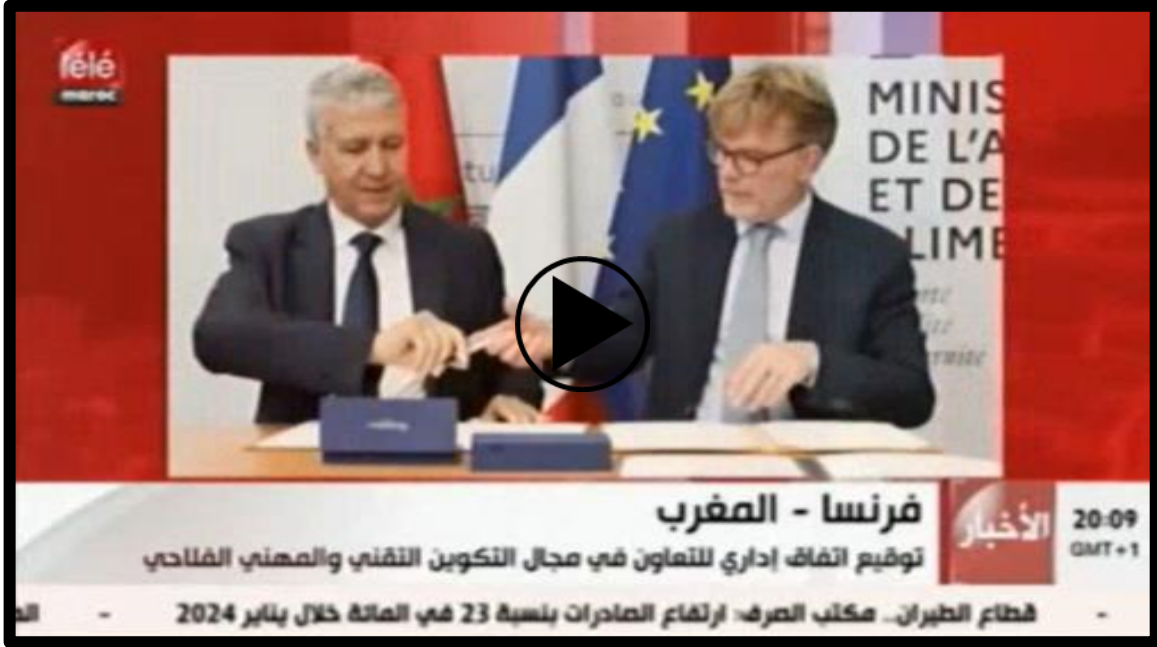 Télé
maroc
MINIS
DE L'A
ET DE
LIME
فرنسا - المغرب
توقيع اتفاق إداري للتعاون في مجال التكوين التقني والمهني الفلاحي
الأخبار
20:09
GMT+1
- قطاع الطيران.. مكتب الصرف: ارتفاع الصادرات بنسبة 23 في المائة خلال يناير 2024 -